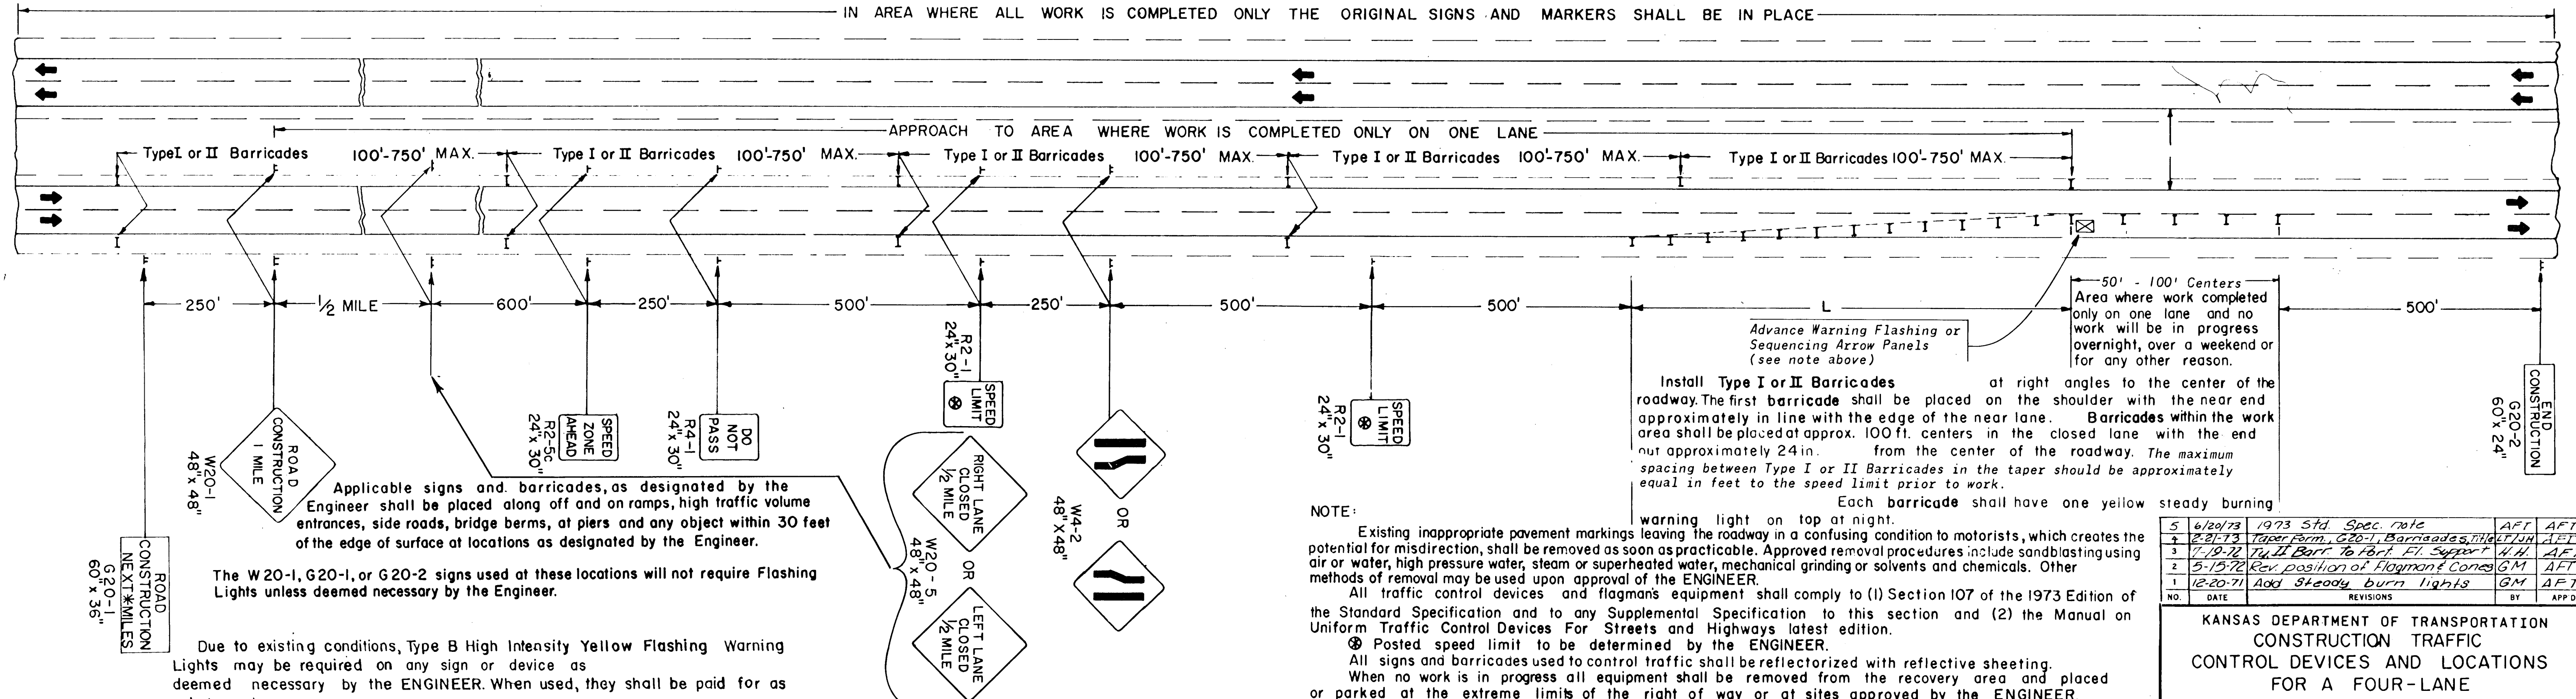 IN AREA WHERE ALL WORK IS COMPLETED ONLY THE ORIGINAL SIGNS AND MARKERS SHALL BE IN PLACE
APPROACH TO AREA WHERE WORK IS COMPLETED ONLY ON ONE LANE
Type I or II Barricades 100'-750' MAX.
Type I or II Barricades 100'-750' MAX.
Type I or II Barricades 100'-750' MAX.
Type I or II Barricades 100'-750' MAX.
Type I or II Barricades 100'-750' MAX.
250'
1/2 MILE
600'
250'
500'
250'
500'
500'
L
50' - 100' Centers
Area where work completed
only on one lane and no
work will be in progress
overnight, over a weekend or
for any other reason.
500'
Advance Warning Flashing or
Sequencing Arrow Panels
(see note above)
ROAD
CONSTRUCTION
NEXT * MILES
G20-1
60" x 36"
ROAD
CONSTRUCTION
1 MILE
W20-1
48" x 48"
SPEED
ZONE
AHEAD
R2-5c
24" x 30"
DO
NOT
PASS
R4-1
24" x 30"
R2-1
24" x 30"
SPEED
LIMIT
⊛
RIGHT LANE
CLOSED
1/2 MILE
OR
W20-5
48" x 48"
LEFT LANE
CLOSED
1/2 MILE
OR
W4-2
48" X 48"
SPEED
LIMIT
⊛
R2-1
24" x 30"
END
CONSTRUCTION
G20-2
60" x 24"
Install Type I or II Barricades at right angles to the center of the
roadway. The first barricade shall be placed on the shoulder with the near end
approximately in line with the edge of the near lane. Barricades within the work
area shall be placed at approx. 100 ft. centers in the closed lane with the end
out approximately 24 in. from the center of the roadway. The maximum
spacing between Type I or II Barricades in the taper should be approximately
equal in feet to the speed limit prior to work.
Each barricade shall have one yellow steady burning
warning light on top at night.
Applicable signs and barricades, as designated by the
Engineer shall be placed along off and on ramps, high traffic volume
entrances, side roads, bridge berms, at piers and any object within 30 feet
of the edge of surface at locations as designated by the Engineer.
The W20-1, G20-1, or G20-2 signs used at these locations will not require Flashing
Lights unless deemed necessary by the Engineer.
Due to existing conditions, Type B High Intensity Yellow Flashing Warning
Lights may be required on any sign or device as
deemed necessary by the ENGINEER. When used, they shall be paid for as
NOTE:
Existing inappropriate pavement markings leaving the roadway in a confusing condition to motorists, which creates the
potential for misdirection, shall be removed as soon as practicable. Approved removal procedures include sandblasting using
air or water, high pressure water, steam or superheated water, mechanical grinding or solvents and chemicals. Other
methods of removal may be used upon approval of the ENGINEER.
All traffic control devices and flagman's equipment shall comply to (1) Section 107 of the 1973 Edition of
the Standard Specification and to any Supplemental Specification to this section and (2) the Manual on
Uniform Traffic Control Devices For Streets and Highways latest edition.
⊛ Posted speed limit to be determined by the ENGINEER.
All signs and barricades used to control traffic shall be reflectorized with reflective sheeting.
When no work is in progress all equipment shall be removed from the recovery area and placed
or parked at the extreme limits of the right of way or at sites approved by the ENGINEER
5 6/20/73 1973 Std. Spec. note AFT AFT
4 2-21-73 Taper Form., G20-1, Barricades, Title LT/JH AFT
3 7-19-72 Ty. II Barr. To Port. Fl. Support H.H. AFT
2 5-15-72 Rev. position of Flagman & Cones GM AFT
1 12-20-71 Add Steady burn lights GM AFT
NO. DATE REVISIONS BY APP'D
KANSAS DEPARTMENT OF TRANSPORTATION
CONSTRUCTION TRAFFIC
CONTROL DEVICES AND LOCATIONS
FOR A FOUR-LANE